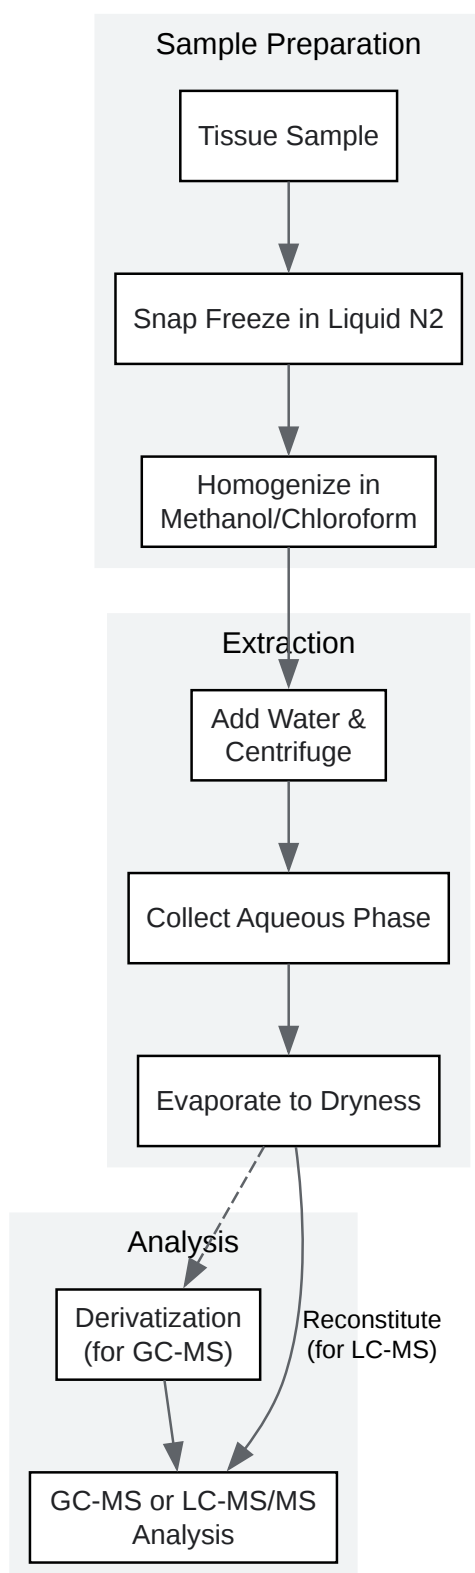 Sample Preparation
Tissue Sample
Snap Freeze in Liquid N2
Homogenize in
Methanol/Chloroform
Extraction
Add Water &
Centrifuge
Collect Aqueous Phase
Evaporate to Dryness
Analysis
Derivatization
(for GC-MS)
Reconstitute
(for LC-MS)
GC-MS or LC-MS/MS
Analysis